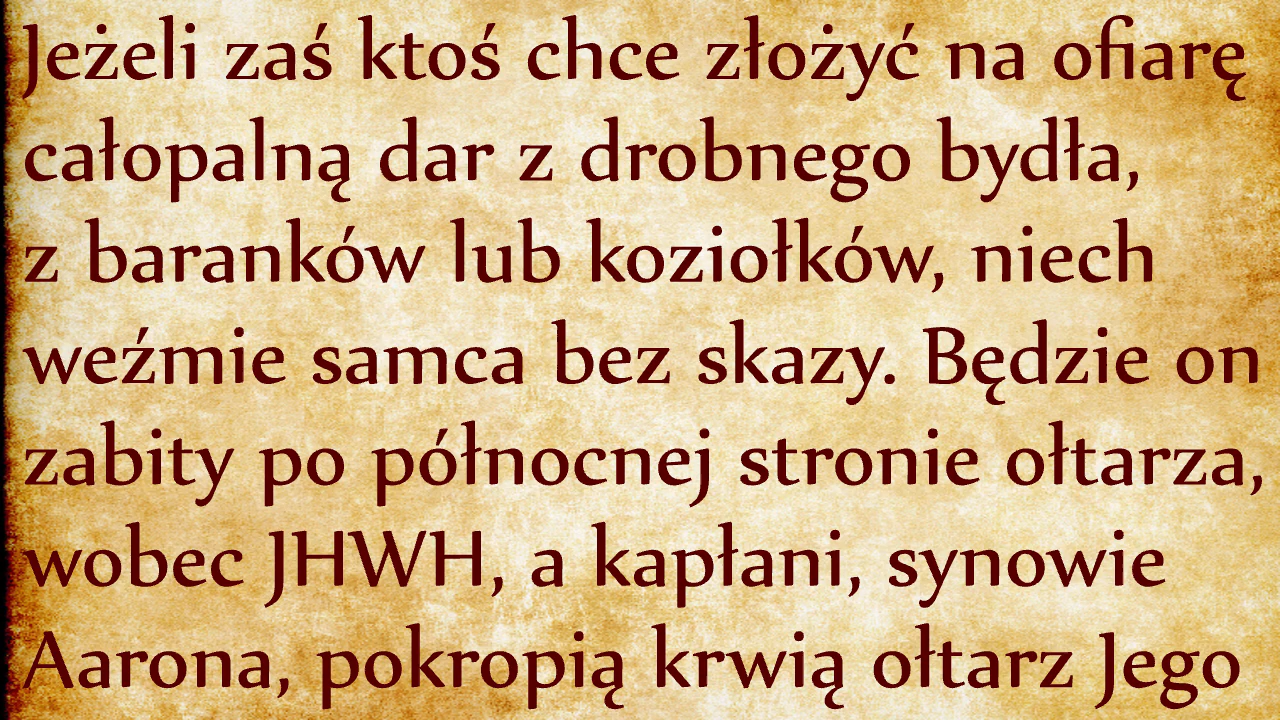 Jeżeli zaś ktoś chce złożyć na ofiarę
całopalną dar z drobnego bydła,
z baranków lub koziołków, niech
weźmie samca bez skazy. Będzie on
zabity po północnej stronie ołtarza,
wobec JHWH, a kapłani, synowie
Aarona, pokropią krwią ołtarz Jego